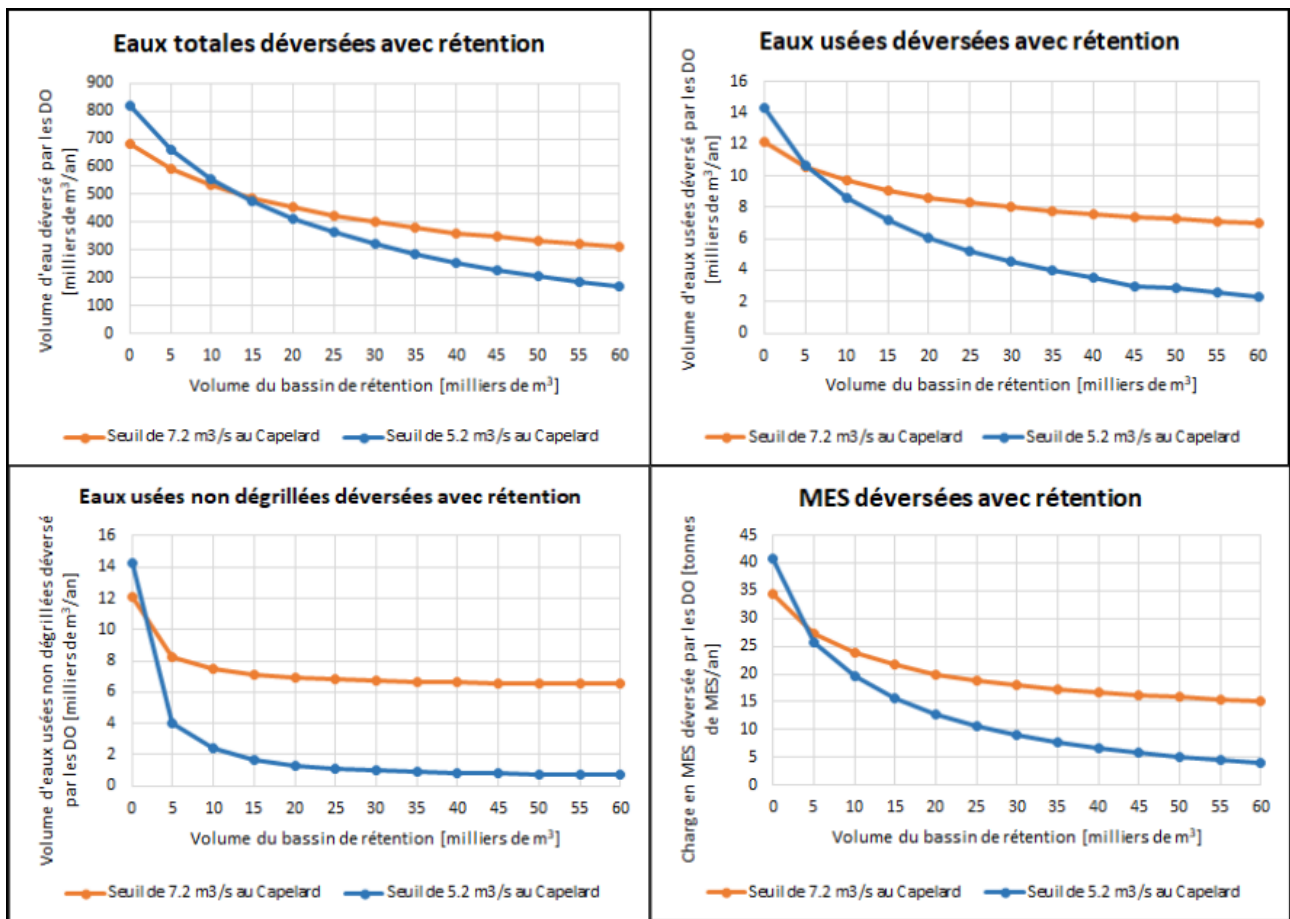 Eaux totales déversées avec rétention
Volume d'eau déversé par les DO
[milliers de m³/an]
900
800
700
600
500
400
300
200
100
0
0 5 10 15 20 25 30 35 40 45 50 55 60
Volume du bassin de rétention [milliers de m³]
Seuil de 7.2 m3/s au Capelard Seuil de 5.2 m3/s au Capelard
Eaux usées déversées avec rétention
Volume d'eaux usées déversé par les DO
[milliers de m³/an]
16
14
12
10
8
6
4
2
0
0 5 10 15 20 25 30 35 40 45 50 55 60
Volume du bassin de rétention [milliers de m³]
Seuil de 7.2 m3/s au Capelard Seuil de 5.2 m3/s au Capelard
Eaux usées non dégrillées déversées avec rétention
Volume d'eaux usées non dégrillées déversé
par les DO [milliers de m³/an]
16
14
12
10
8
6
4
2
0
0 5 10 15 20 25 30 35 40 45 50 55 60
Volume du bassin de rétention [milliers de m³]
Seuil de 7.2 m3/s au Capelard Seuil de 5.2 m3/s au Capelard
MES déversées avec rétention
Charge en MES déversée par les DO [tonnes
de MES/an]
45
40
35
30
25
20
15
10
5
0
0 5 10 15 20 25 30 35 40 45 50 55 60
Volume du bassin de rétention [milliers de m³]
Seuil de 7.2 m3/s au Capelard Seuil de 5.2 m3/s au Capelard